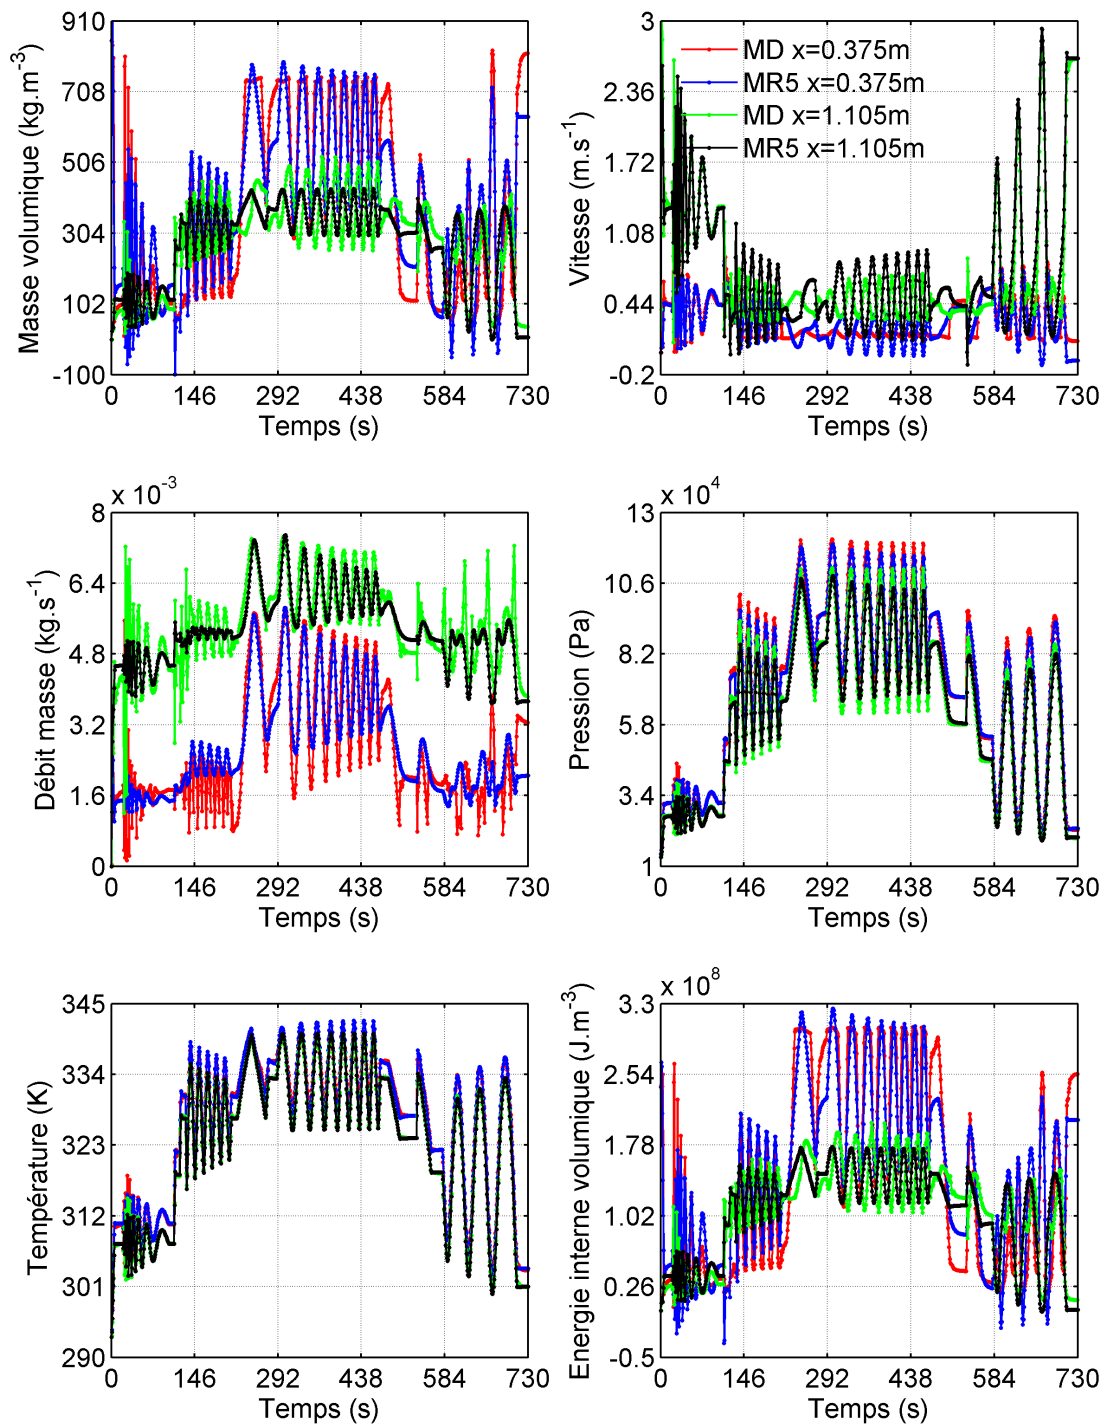 Masse volumique (kg.m⁻³)
910
708
506
304
102
-100
0 146 292 438 584 730
Temps (s)
Vitesse (m.s⁻¹)
3
2.36
1.72
1.08
0.44
-0.2
0 146 292 438 584 730
Temps (s)
MD x=0.375m
MR5 x=0.375m
MD x=1.105m
MR5 x=1.105m
x 10⁻³
Débit masse (kg.s⁻¹)
8
6.4
4.8
3.2
1.6
0
0 146 292 438 584 730
Temps (s)
x 10⁴
Pression (Pa)
13
10.6
8.2
5.8
3.4
1
0 146 292 438 584 730
Temps (s)
Température (K)
345
334
323
312
301
290
0 146 292 438 584 730
Temps (s)
x 10⁸
Energie interne volumique (J.m⁻³)
3.3
2.54
1.78
1.02
0.26
-0.5
0 146 292 438 584 730
Temps (s)